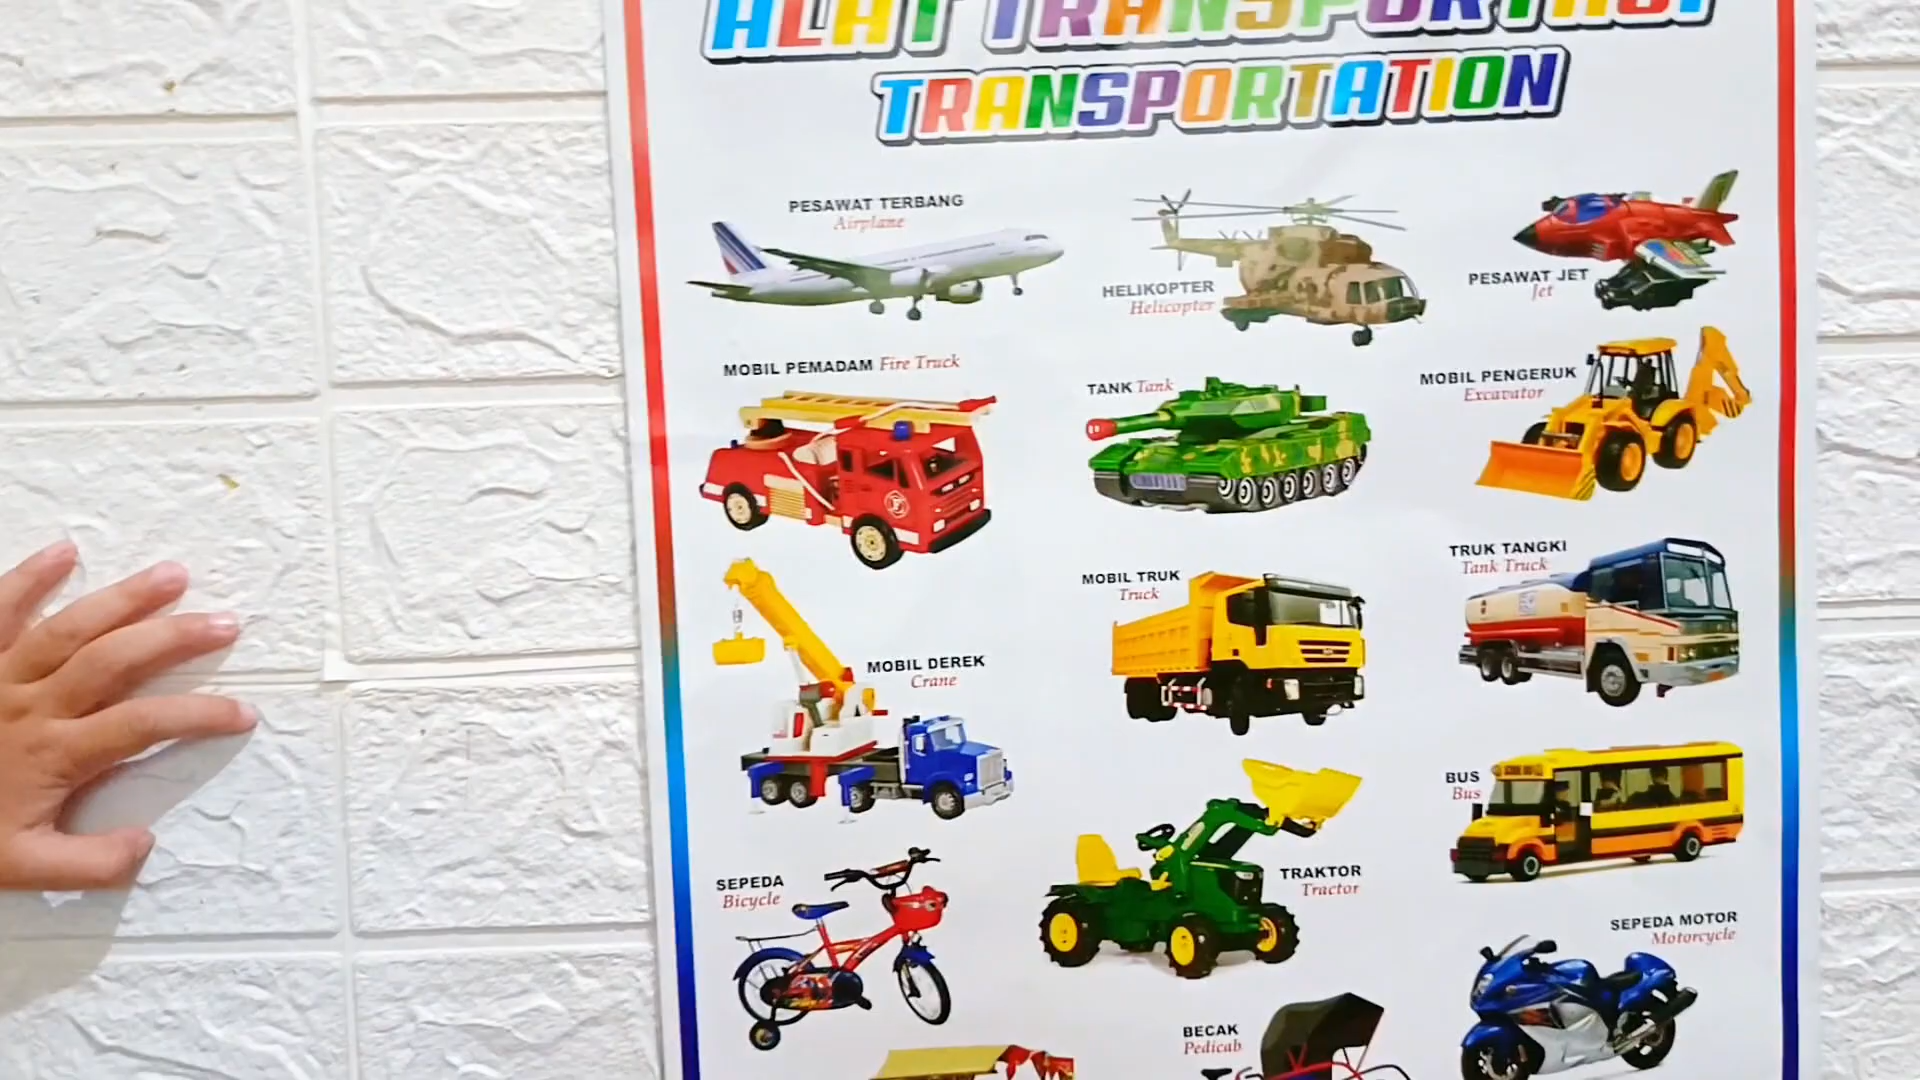 ALAT TRANSPORTASI
TRANSPORTATION
PESAWAT TERBANG
Airplane
HELIKOPTER
Helicopter
PESAWAT JET
Jet
MOBIL PEMADAM Fire Truck
TANK Tank
MOBIL PENGERUK
Excavator
MOBIL DEREK
Crane
MOBIL TRUK
Truck
TRUK TANGKI
Tank Truck
SEPEDA
Bicycle
TRAKTOR
Tractor
BUS
Bus
BECAK
Pedicab
SEPEDA MOTOR
Motorcycle